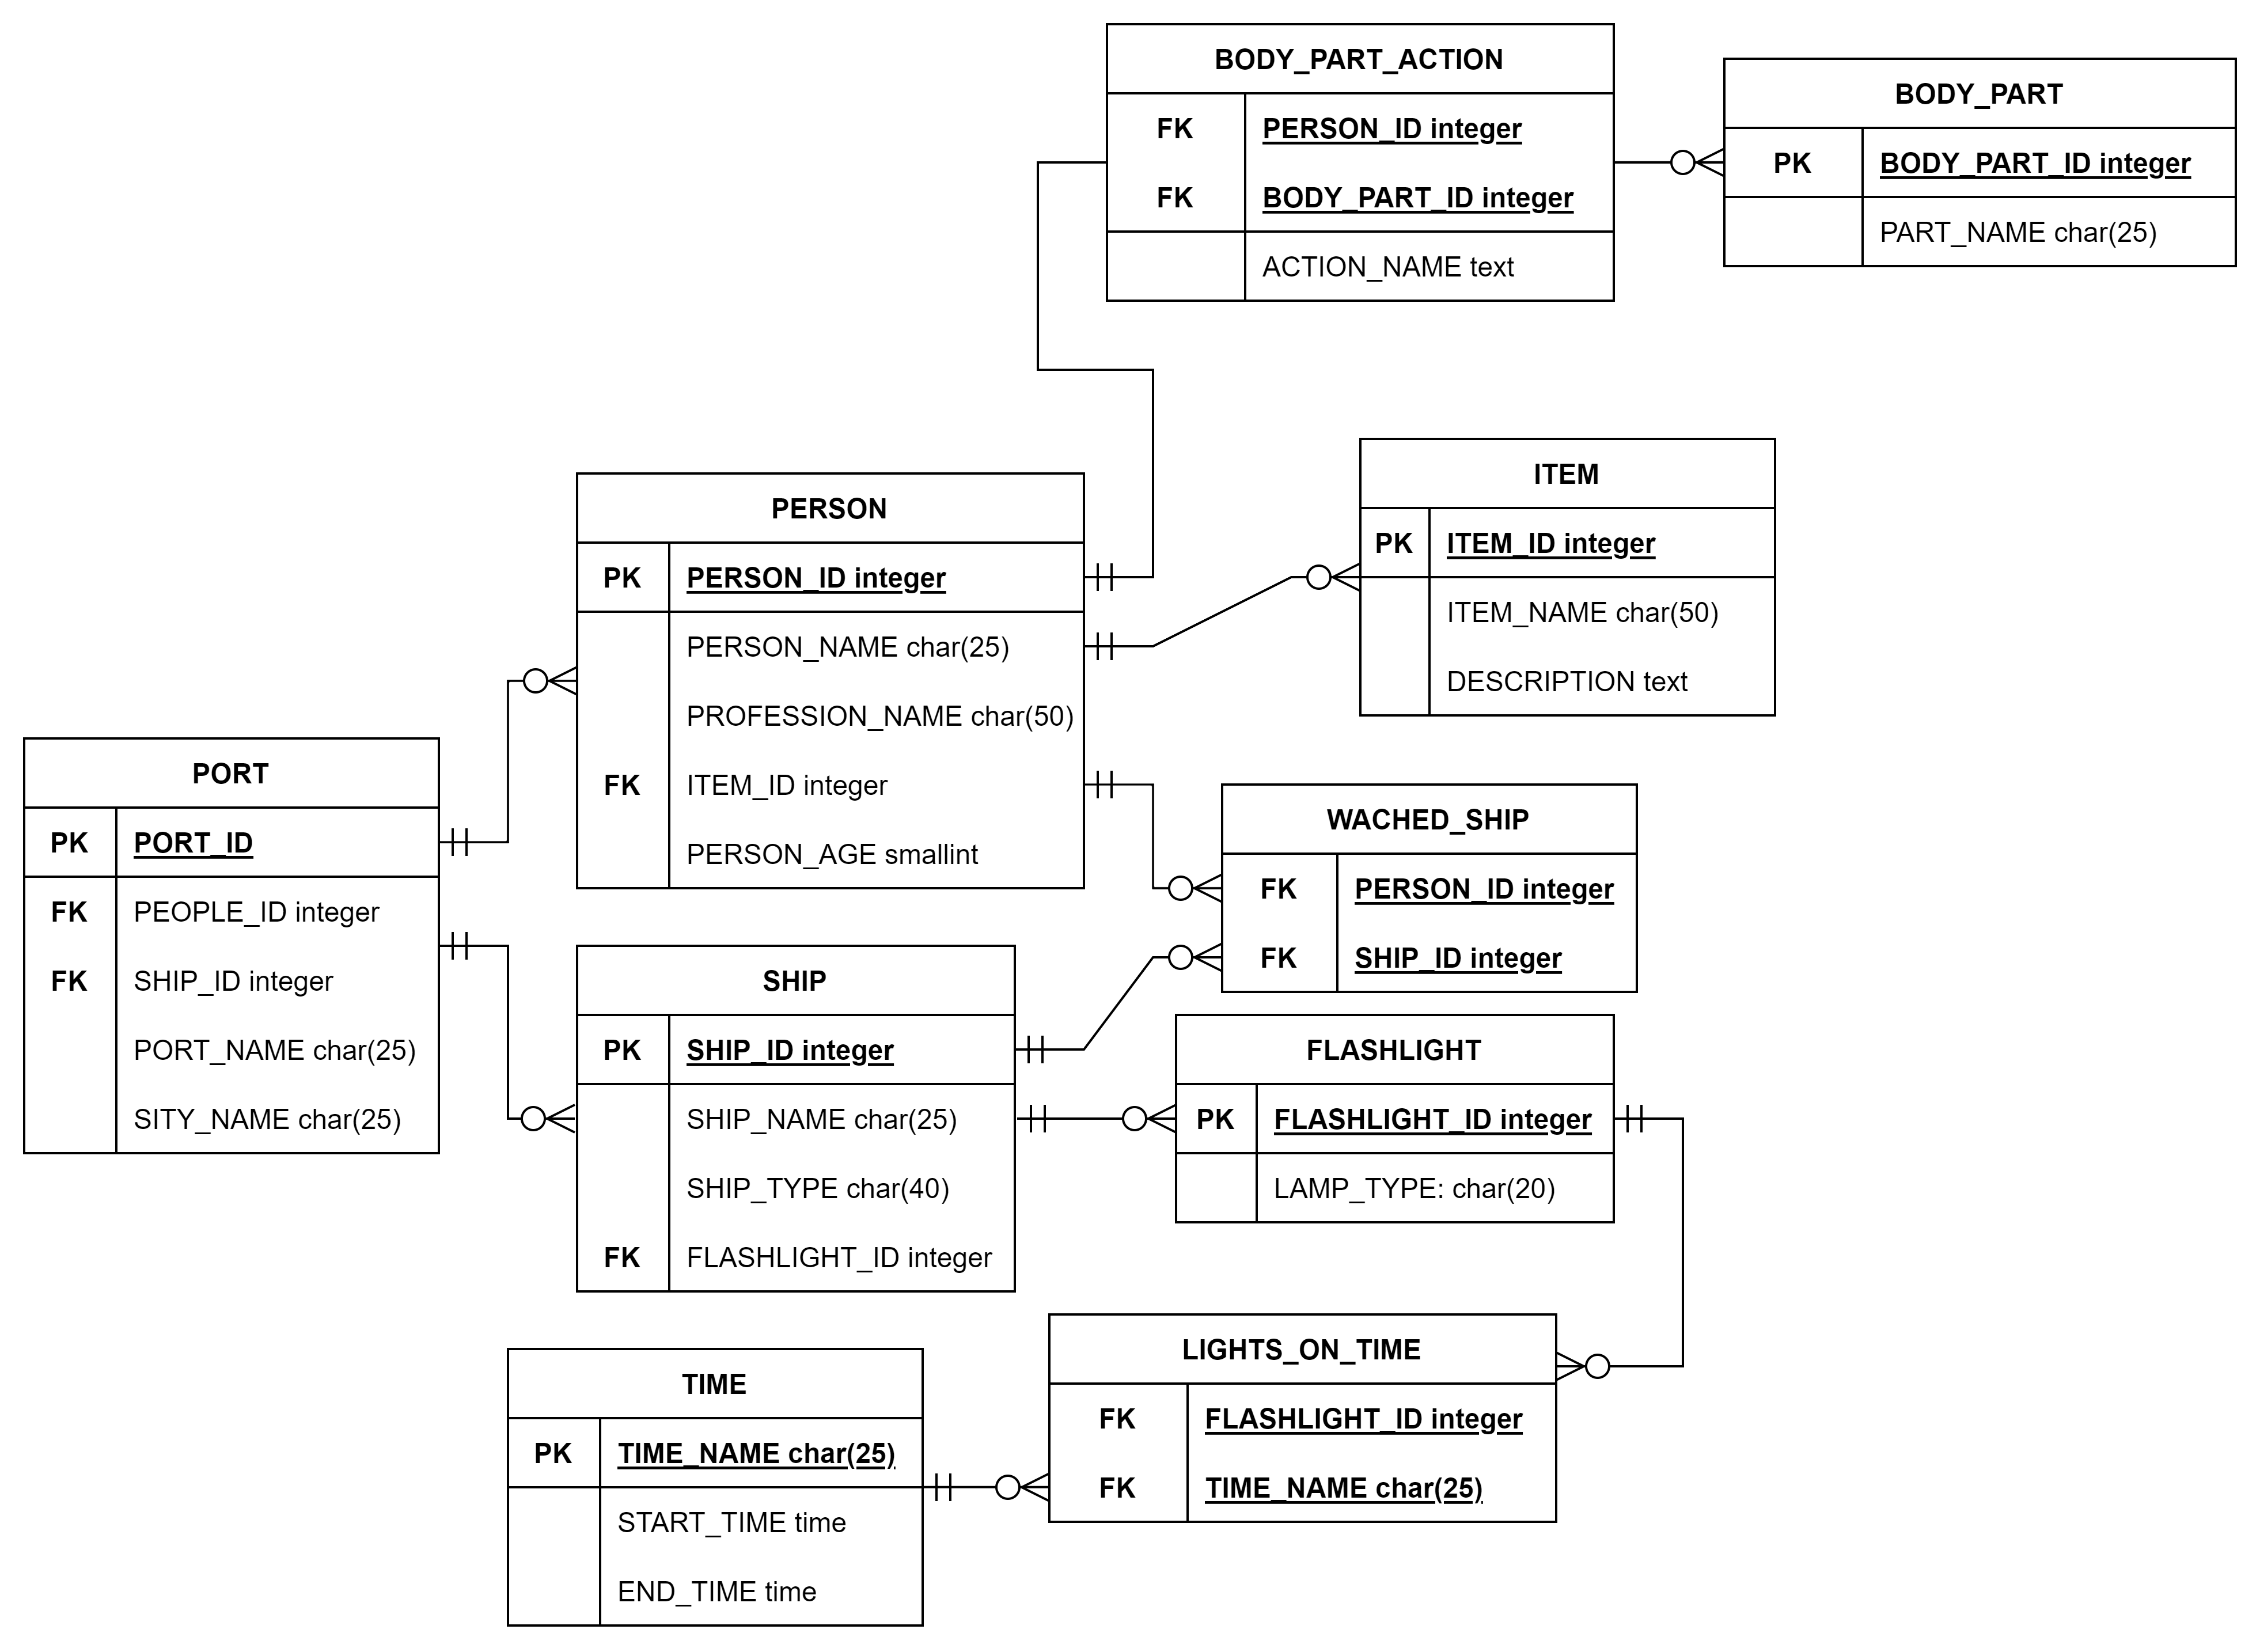 BODY_PART_ACTION
FK PERSON_ID integer
FK BODY_PART_ID integer
ACTION_NAME text
BODY_PART
PK BODY_PART_ID integer
PART_NAME char(25)
PERSON
PK PERSON_ID integer
PERSON_NAME char(25)
PROFESSION_NAME char(50)
FK ITEM_ID integer
PERSON_AGE smallint
ITEM
PK ITEM_ID integer
ITEM_NAME char(50)
DESCRIPTION text
PORT
PK PORT_ID
FK PEOPLE_ID integer
FK SHIP_ID integer
PORT_NAME char(25)
SITY_NAME char(25)
WACHED_SHIP
FK PERSON_ID integer
FK SHIP_ID integer
SHIP
PK SHIP_ID integer
SHIP_NAME char(25)
SHIP_TYPE char(40)
FK FLASHLIGHT_ID integer
FLASHLIGHT
PK FLASHLIGHT_ID integer
LAMP_TYPE: char(20)
TIME
PK TIME_NAME char(25)
START_TIME time
END_TIME time
LIGHTS_ON_TIME
FK FLASHLIGHT_ID integer
FK TIME_NAME char(25)